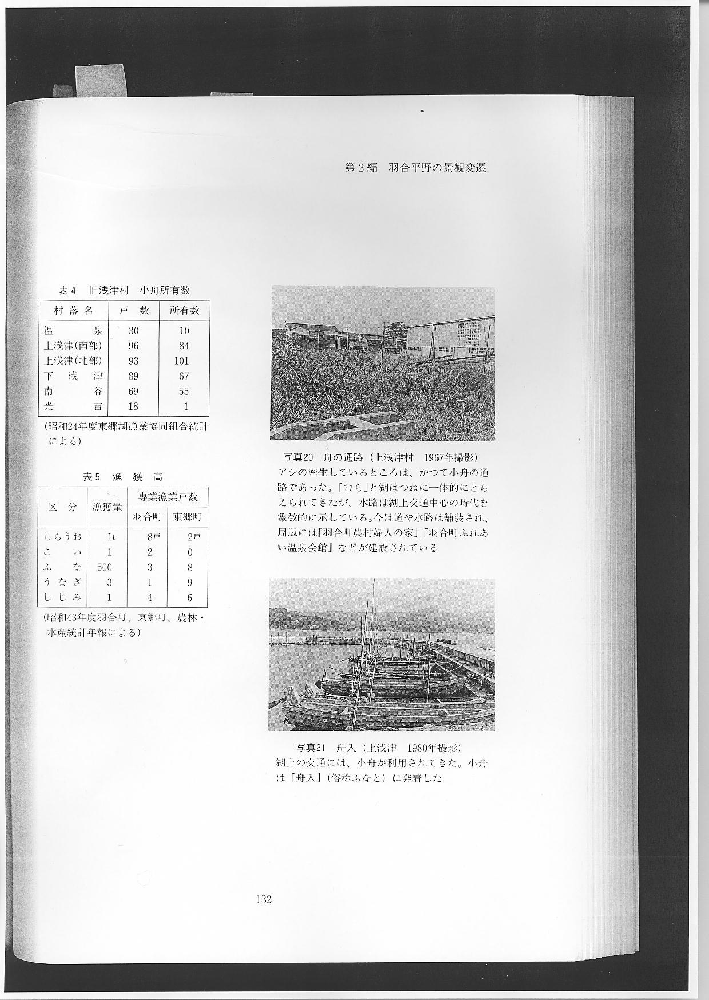 第2編　羽合平野の景観変遷
表4　旧浅津村　小舟所有数
村落名　戸　数　所有数
温　　泉　30　10
上浅津(南部)　96　84
上浅津(北部)　93　101
下　浅　津　89　67
南　　谷　69　55
光　　吉　18　1
(昭和24年度東郷湖漁業協同組合統計
による)
表5　漁　獲　高
区　分　漁獲量　専業漁業戸数
羽合町　東郷町
しらうお　1t　8戸　2戸
こ　い　1　2　0
ふ　な　500　3　8
うなぎ　3　1　9
しじみ　1　4　6
(昭和43年度羽合町、東郷町、農林・
水産統計年報による)
写真20　舟の通路（上浅津村　1967年撮影）
アシの密生しているところは、かつて小舟の通
路であった。「むら」と湖はつねに一体的にとら
えられてきたが、水路は湖上交通中心の時代を
象徴的に示している。今は道や水路は舗装され、
周辺には「羽合町農村婦人の家」「羽合町ふれあ
い温泉会館」などが建設されている
写真21　舟入（上浅津　1980年撮影）
湖上の交通には、小舟が利用されてきた。小舟
は「舟入」（俗称ふなと）に発着した
132